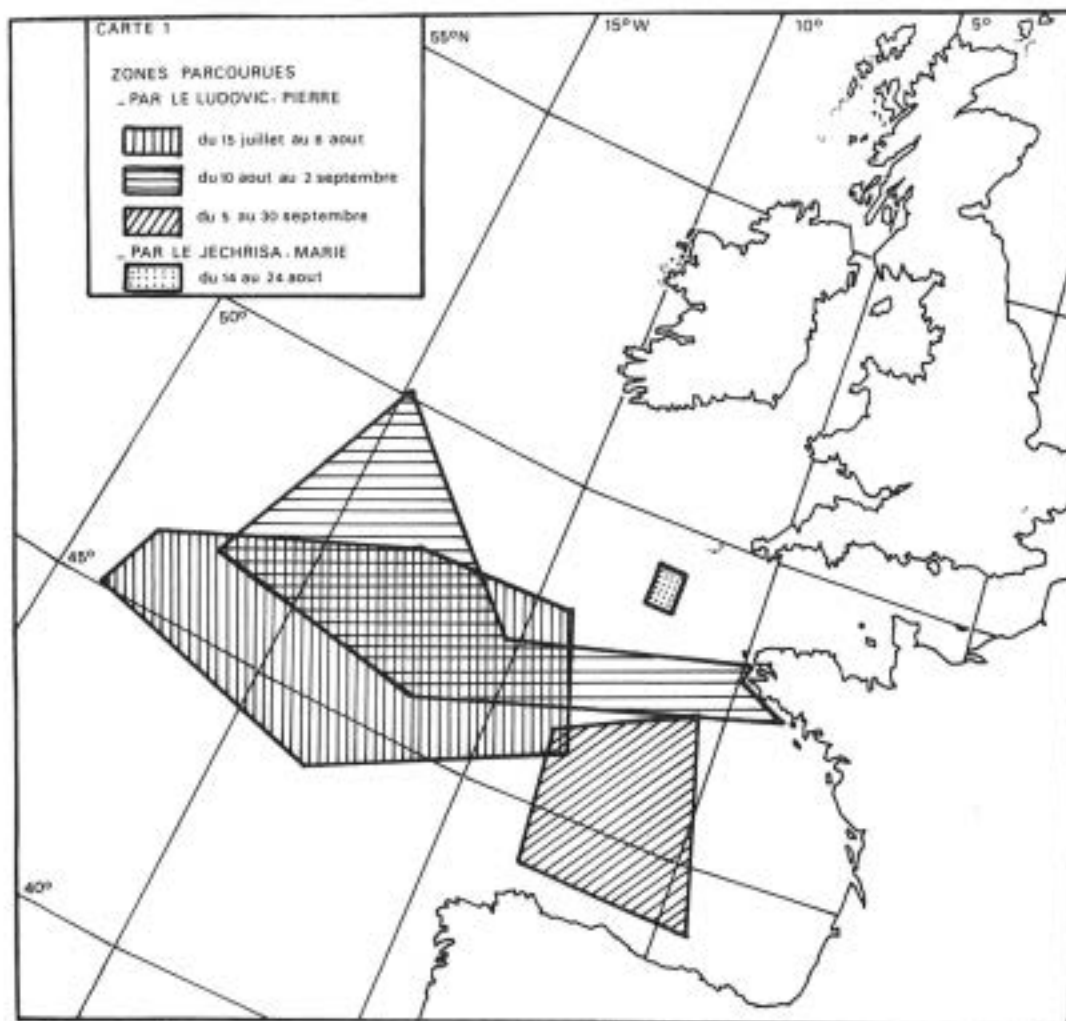 CARTE 1
ZONES PARCOURUES
_ PAR LE LUDOVIC-PIERRE
du 15 juillet au 8 aout
du 10 aout au 2 septembre
du 5 au 30 septembre
_ PAR LE JECHRISA-MARIE
du 14 au 24 aout
55°N
15°W
10°
5°
50°
45°
40°